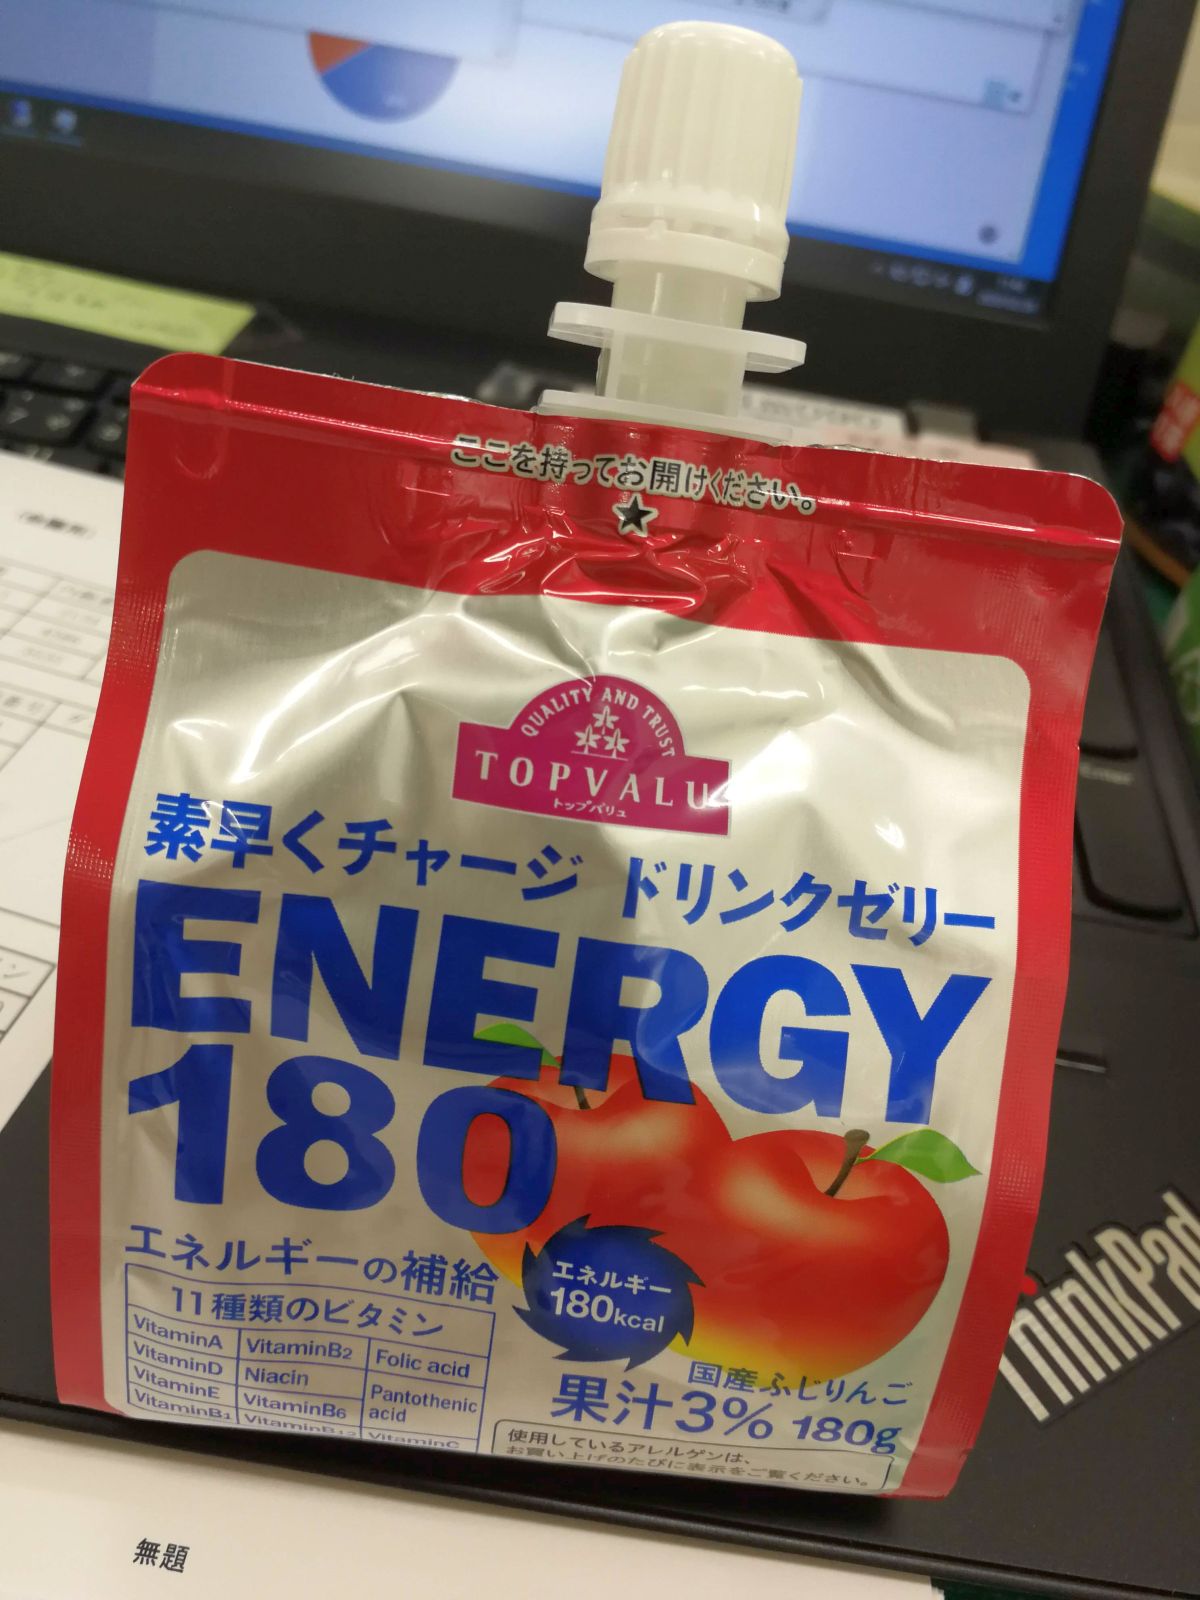 ここを持ってお開けください。
★
QUALITY AND TRUST
TOPVALU
トップバリュ
素早くチャージ ドリンクゼリー
ENERGY
180
エネルギーの補給
11種類のビタミン
VitaminA VitaminB2 Folic acid
VitaminD Niacin Pantothenic acid
VitaminE VitaminB6
VitaminB1 VitaminB12 VitaminC
エネルギー
180kcal
国産ふじりんご
果汁3% 180g
使用しているアレルゲンは、
お買い上げのたびに表示をご覧ください。
ThinkPad
無題